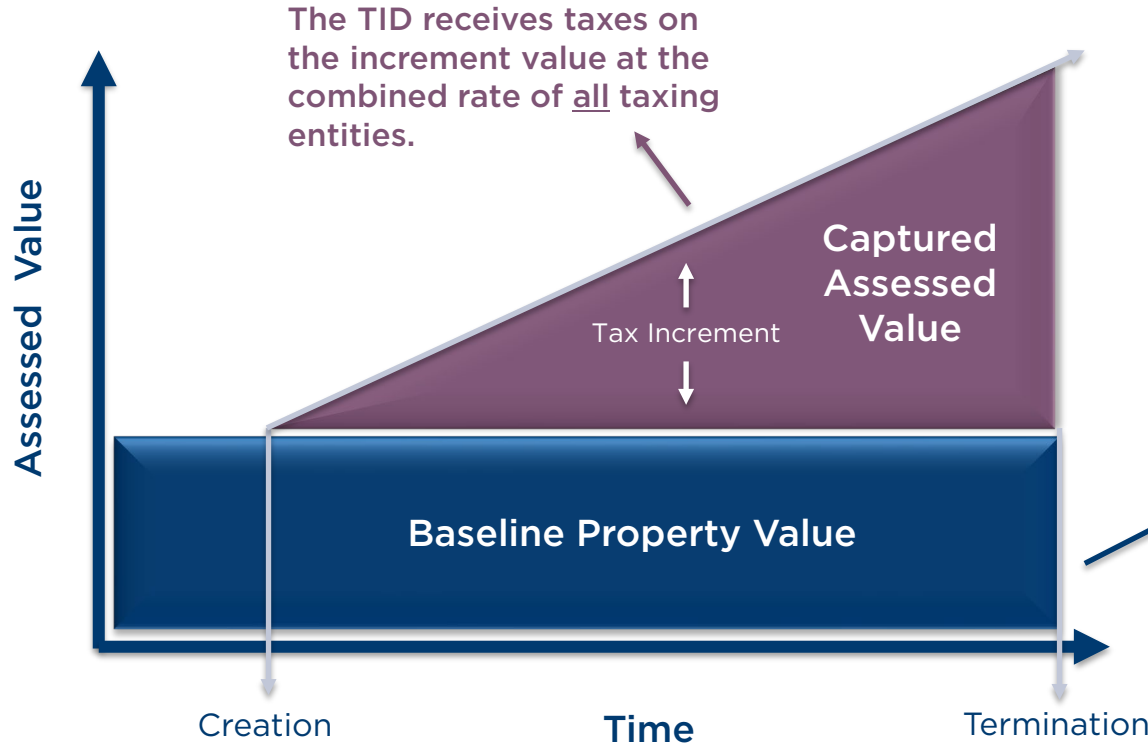 The TID receives taxes on
the increment value at the
combined rate of all taxing
entities.
Assessed Value
Captured
Assessed
Value
Tax Increment
Baseline Property Value
Creation
Time
Termination